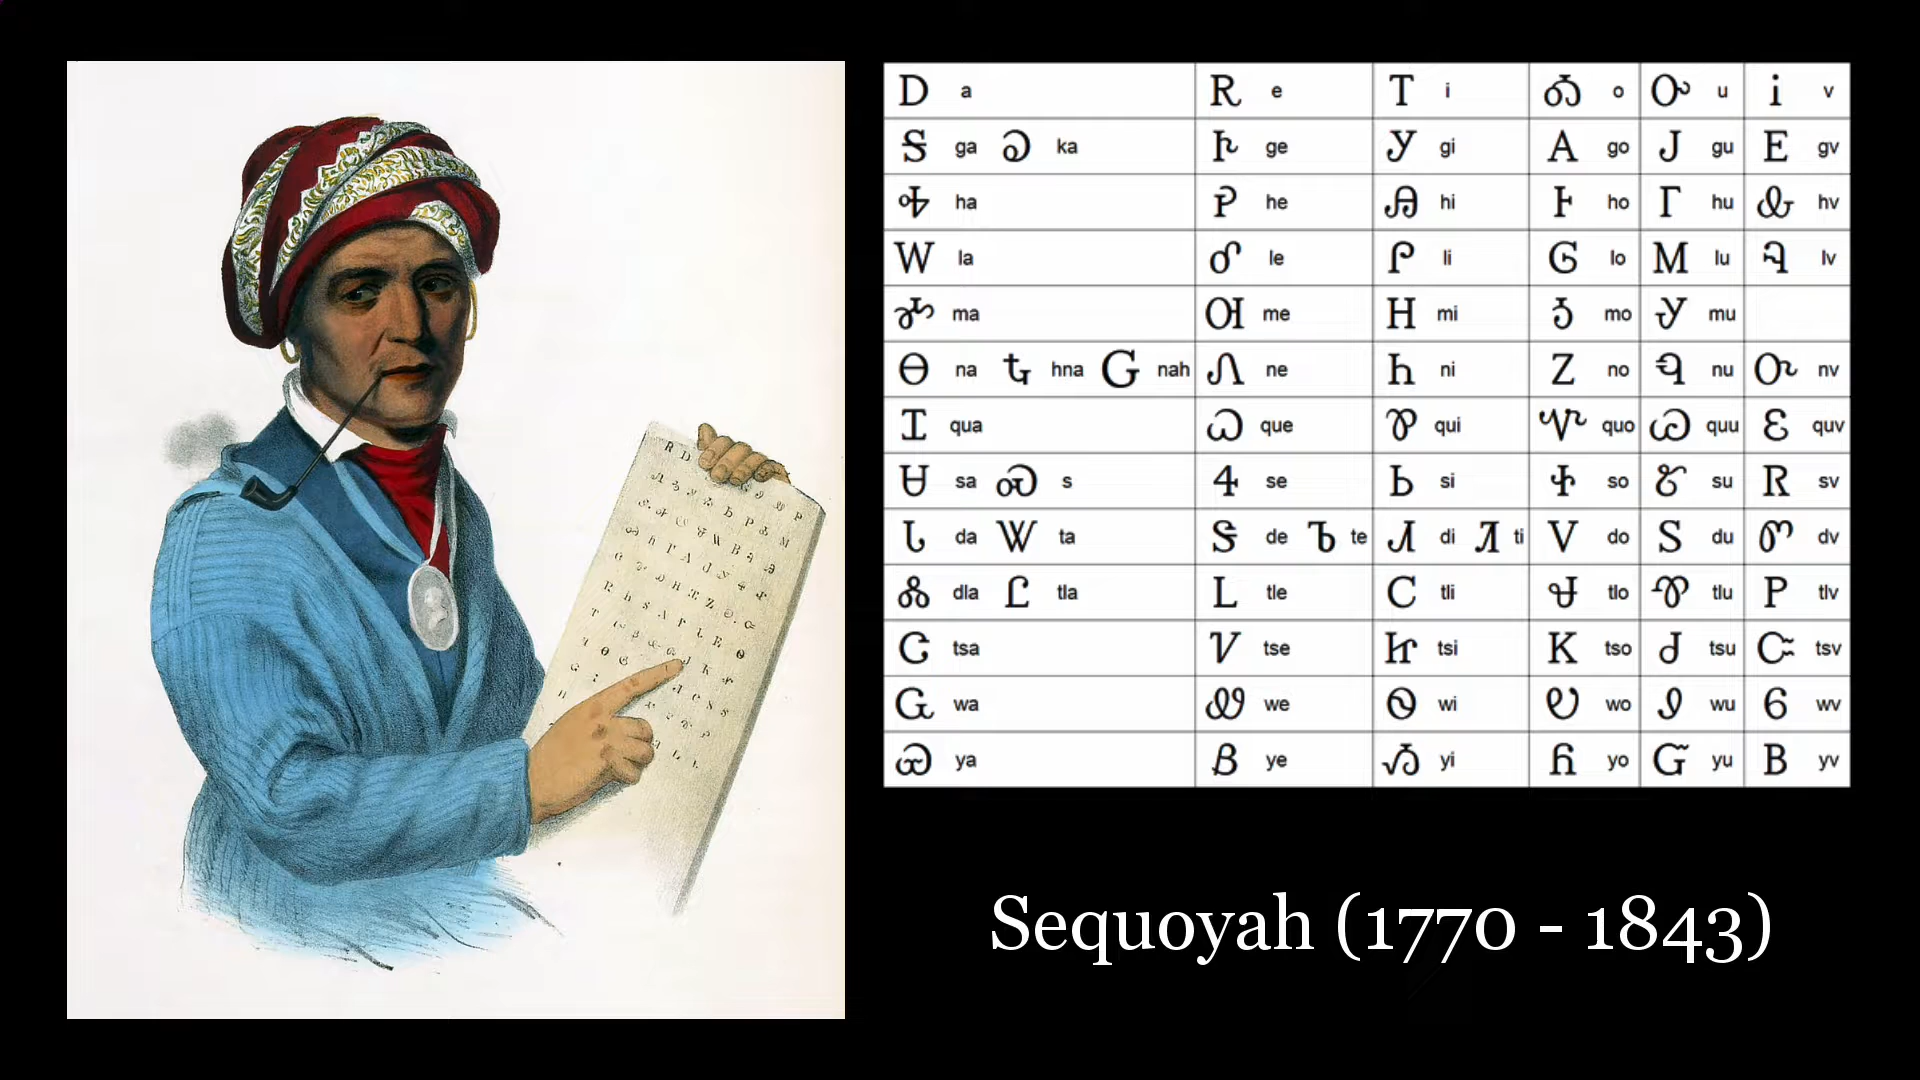 Ꭰ a Ꭱ e Ꭲ i Ꭳ o Ꭴ u Ꭵ v
Ꭶ ga Ꭷ ka Ꭸ ge Ꭹ gi Ꭺ go Ꭻ gu Ꭼ gv
Ꭽ ha Ꭾ he Ꭿ hi Ꮀ ho Ꮁ hu Ꮂ hv
Ꮃ la Ꮄ le Ꮅ li Ꮆ lo Ꮇ lu Ꮈ lv
Ꮉ ma Ꮊ me Ꮋ mi Ꮌ mo Ꮍ mu
Ꮎ na Ꮏ hna Ꮐ nah Ꮑ ne Ꮒ ni Ꮓ no Ꮔ nu Ꮕ nv
Ꮖ qua Ꮗ que Ꮘ qui Ꮙ quo Ꮚ quu Ꮛ quv
Ꮜ sa Ꮝ s Ꮞ se Ꮟ si Ꮠ so Ꮡ su Ꮢ sv
Ꮣ da Ꮤ ta Ꮥ de Ꮦ te Ꮧ di Ꮨ ti Ꮩ do Ꮪ du Ꮫ dv
Ꮬ dla Ꮭ tla Ꮮ tle Ꮯ tli Ꮰ tlo Ꮱ tlu Ꮲ tlv
Ꮳ tsa Ꮴ tse Ꮵ tsi Ꮶ tso Ꮷ tsu Ꮸ tsv
Ꮹ wa Ꮺ we Ꮻ wi Ꮼ wo Ꮽ wu Ꮾ wv
Ꮿ ya Ᏸ ye Ᏹ yi Ᏺ yo Ᏻ yu Ᏼ yv
Sequoyah (1770 - 1843)